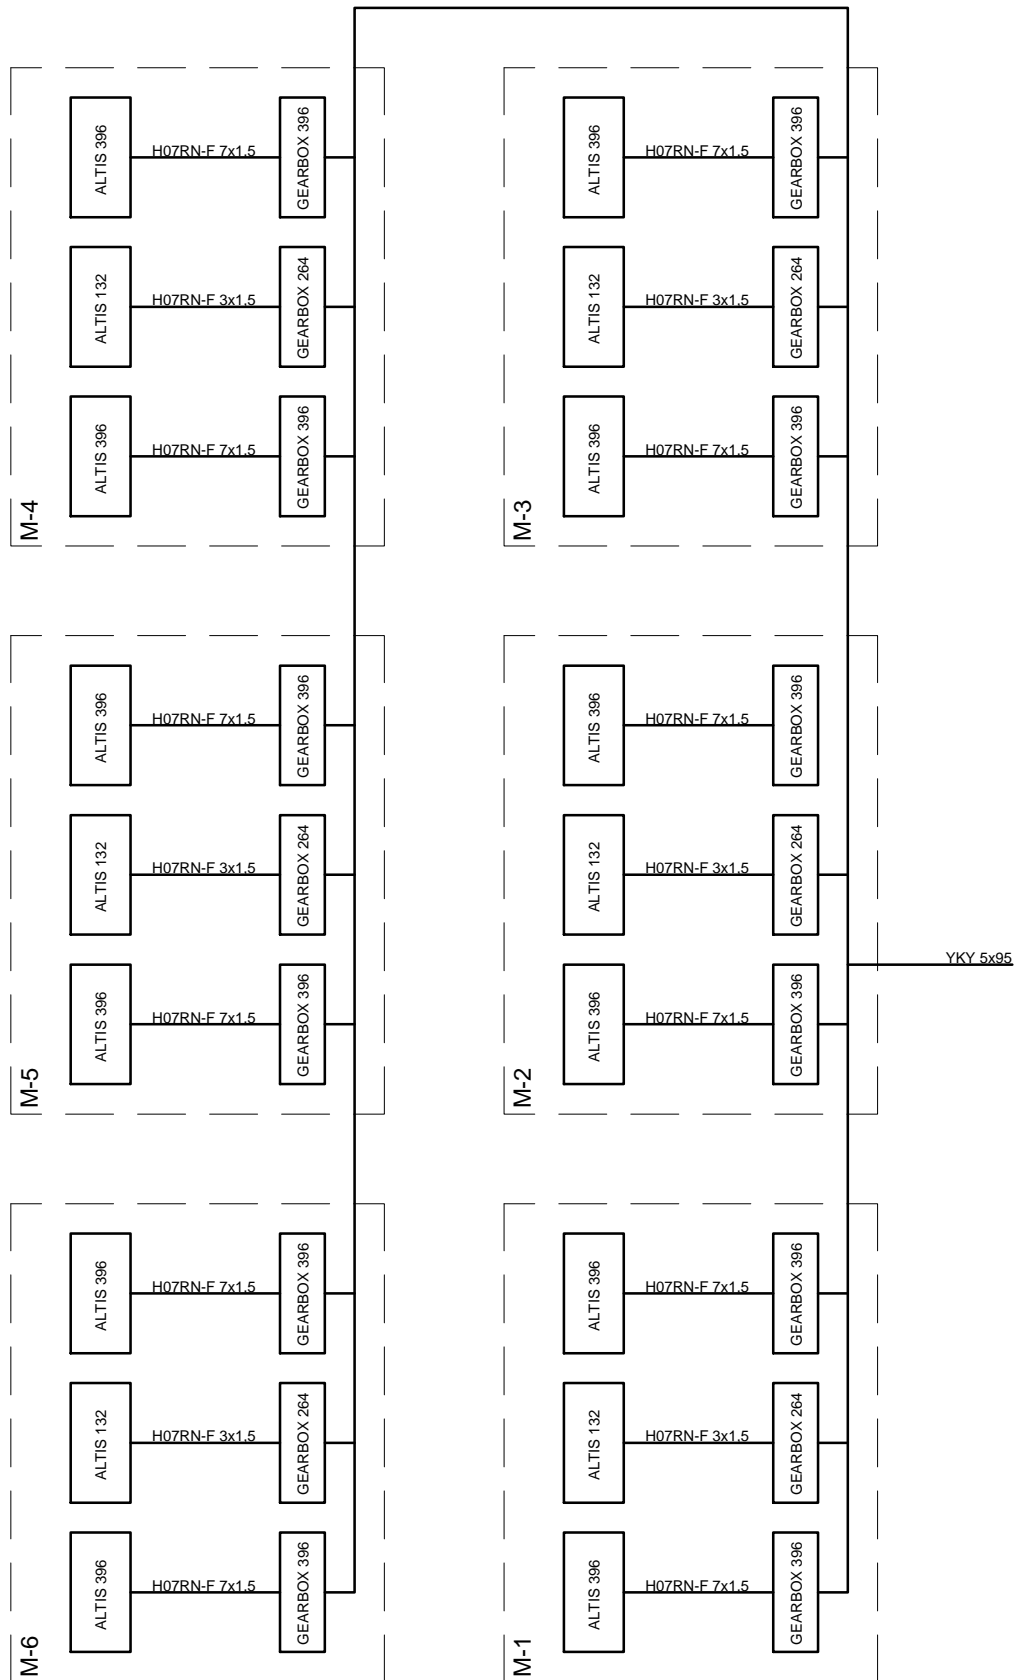 M-4
ALTIS 396
H07RN-F 7x1,5
GEARBOX 396
ALTIS 132
H07RN-F 3x1,5
GEARBOX 264
ALTIS 396
H07RN-F 7x1,5
GEARBOX 396
M-3
ALTIS 396
H07RN-F 7x1,5
GEARBOX 396
ALTIS 132
H07RN-F 3x1,5
GEARBOX 264
ALTIS 396
H07RN-F 7x1,5
GEARBOX 396
M-5
ALTIS 396
H07RN-F 7x1,5
GEARBOX 396
ALTIS 132
H07RN-F 3x1,5
GEARBOX 264
ALTIS 396
H07RN-F 7x1,5
GEARBOX 396
M-2
ALTIS 396
H07RN-F 7x1,5
GEARBOX 396
ALTIS 132
H07RN-F 3x1,5
GEARBOX 264
ALTIS 396
H07RN-F 7x1,5
GEARBOX 396
YKY 5x95
M-6
ALTIS 396
H07RN-F 7x1,5
GEARBOX 396
ALTIS 132
H07RN-F 3x1,5
GEARBOX 264
ALTIS 396
H07RN-F 7x1,5
GEARBOX 396
M-1
ALTIS 396
H07RN-F 7x1,5
GEARBOX 396
ALTIS 132
H07RN-F 3x1,5
GEARBOX 264
ALTIS 396
H07RN-F 7x1,5
GEARBOX 396